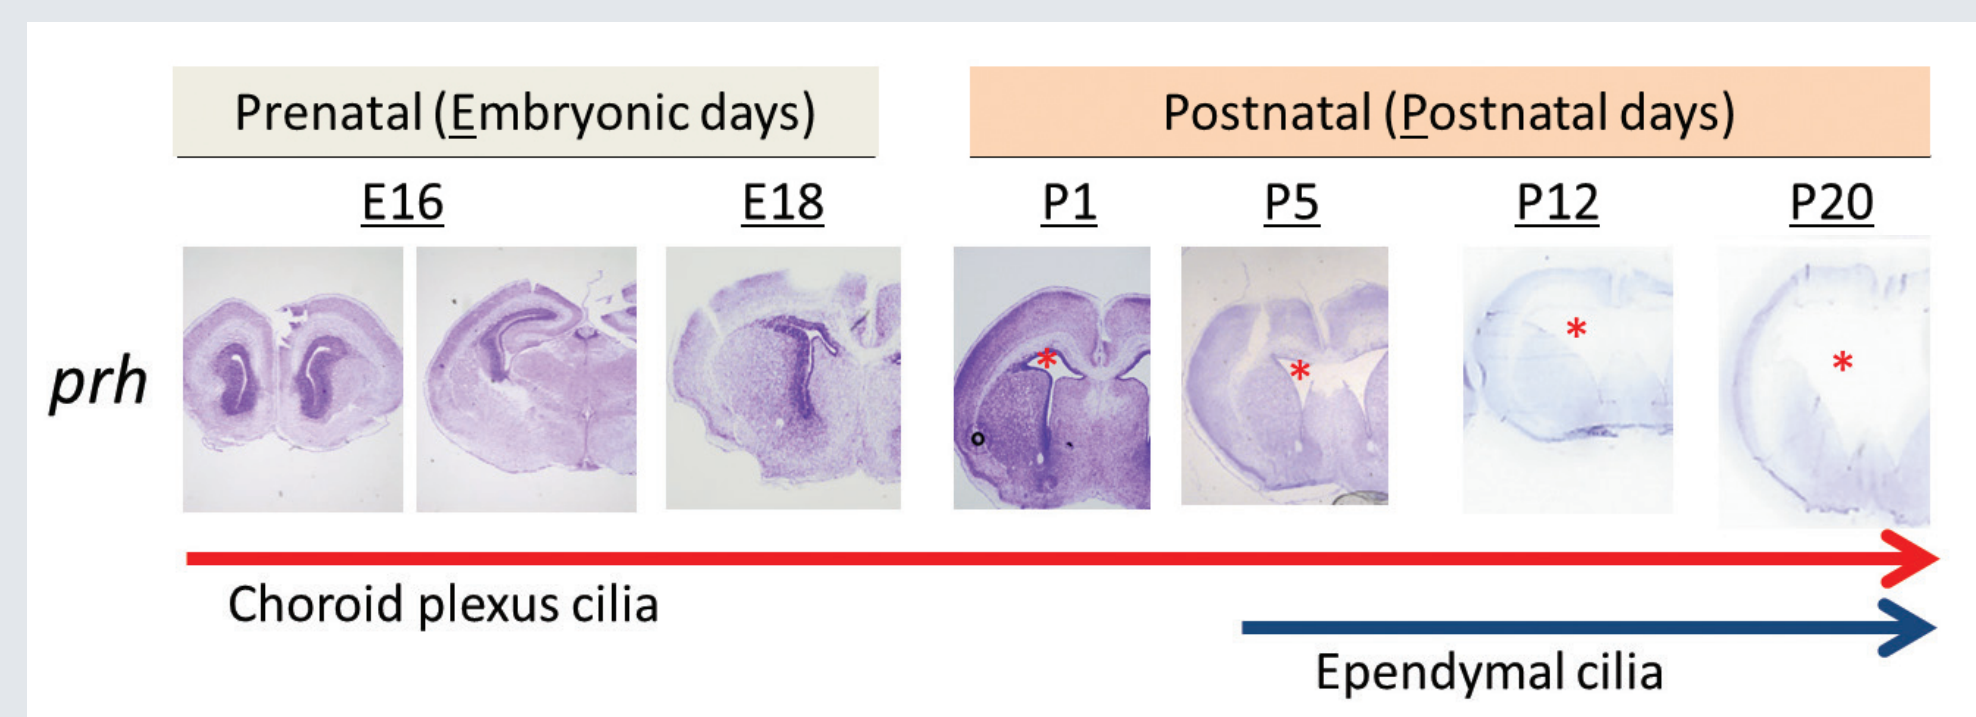 Prenatal (Embryonic days)
Postnatal (Postnatal days)
E16
E18
P1
P5
P12
P20
prh
*
*
*
*
Choroid plexus cilia
Ependymal cilia